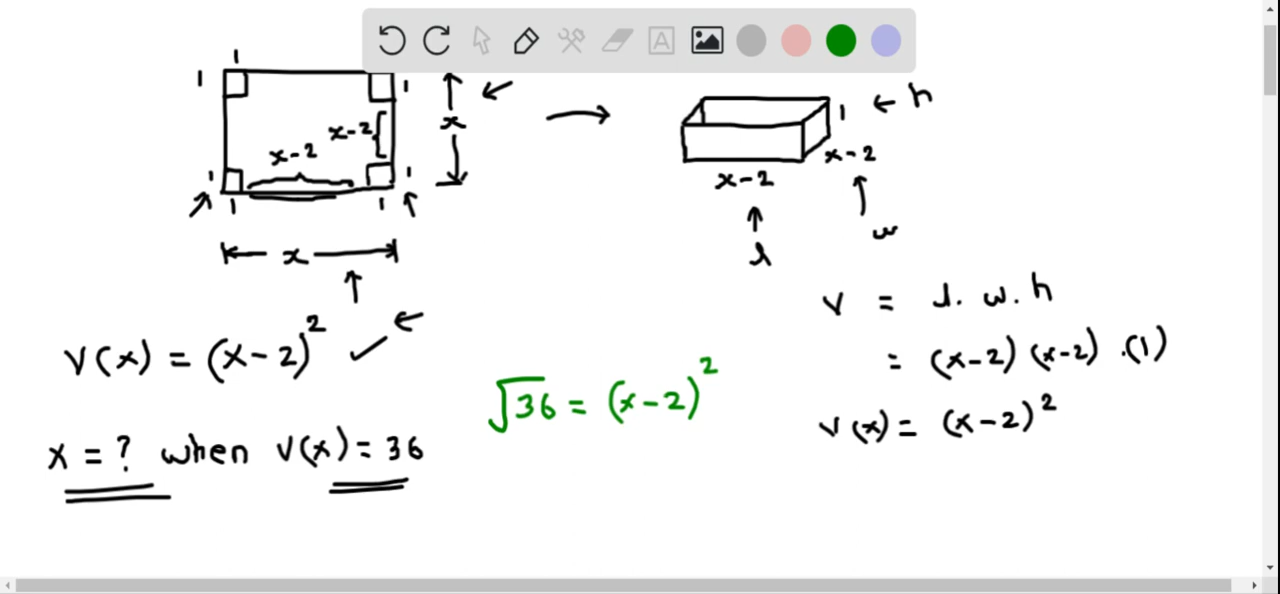 1
1 1
x-2
x
x-2
1 1
1 1
x
1 ← h
x-2
x-2
w
l
V = l. w. h
= (x-2) (x-2) .(1)
V(x) = (x-2)²
V(x) = (x-2)² ✓
√36 = (x-2)²
x = ? when V(x) = 36